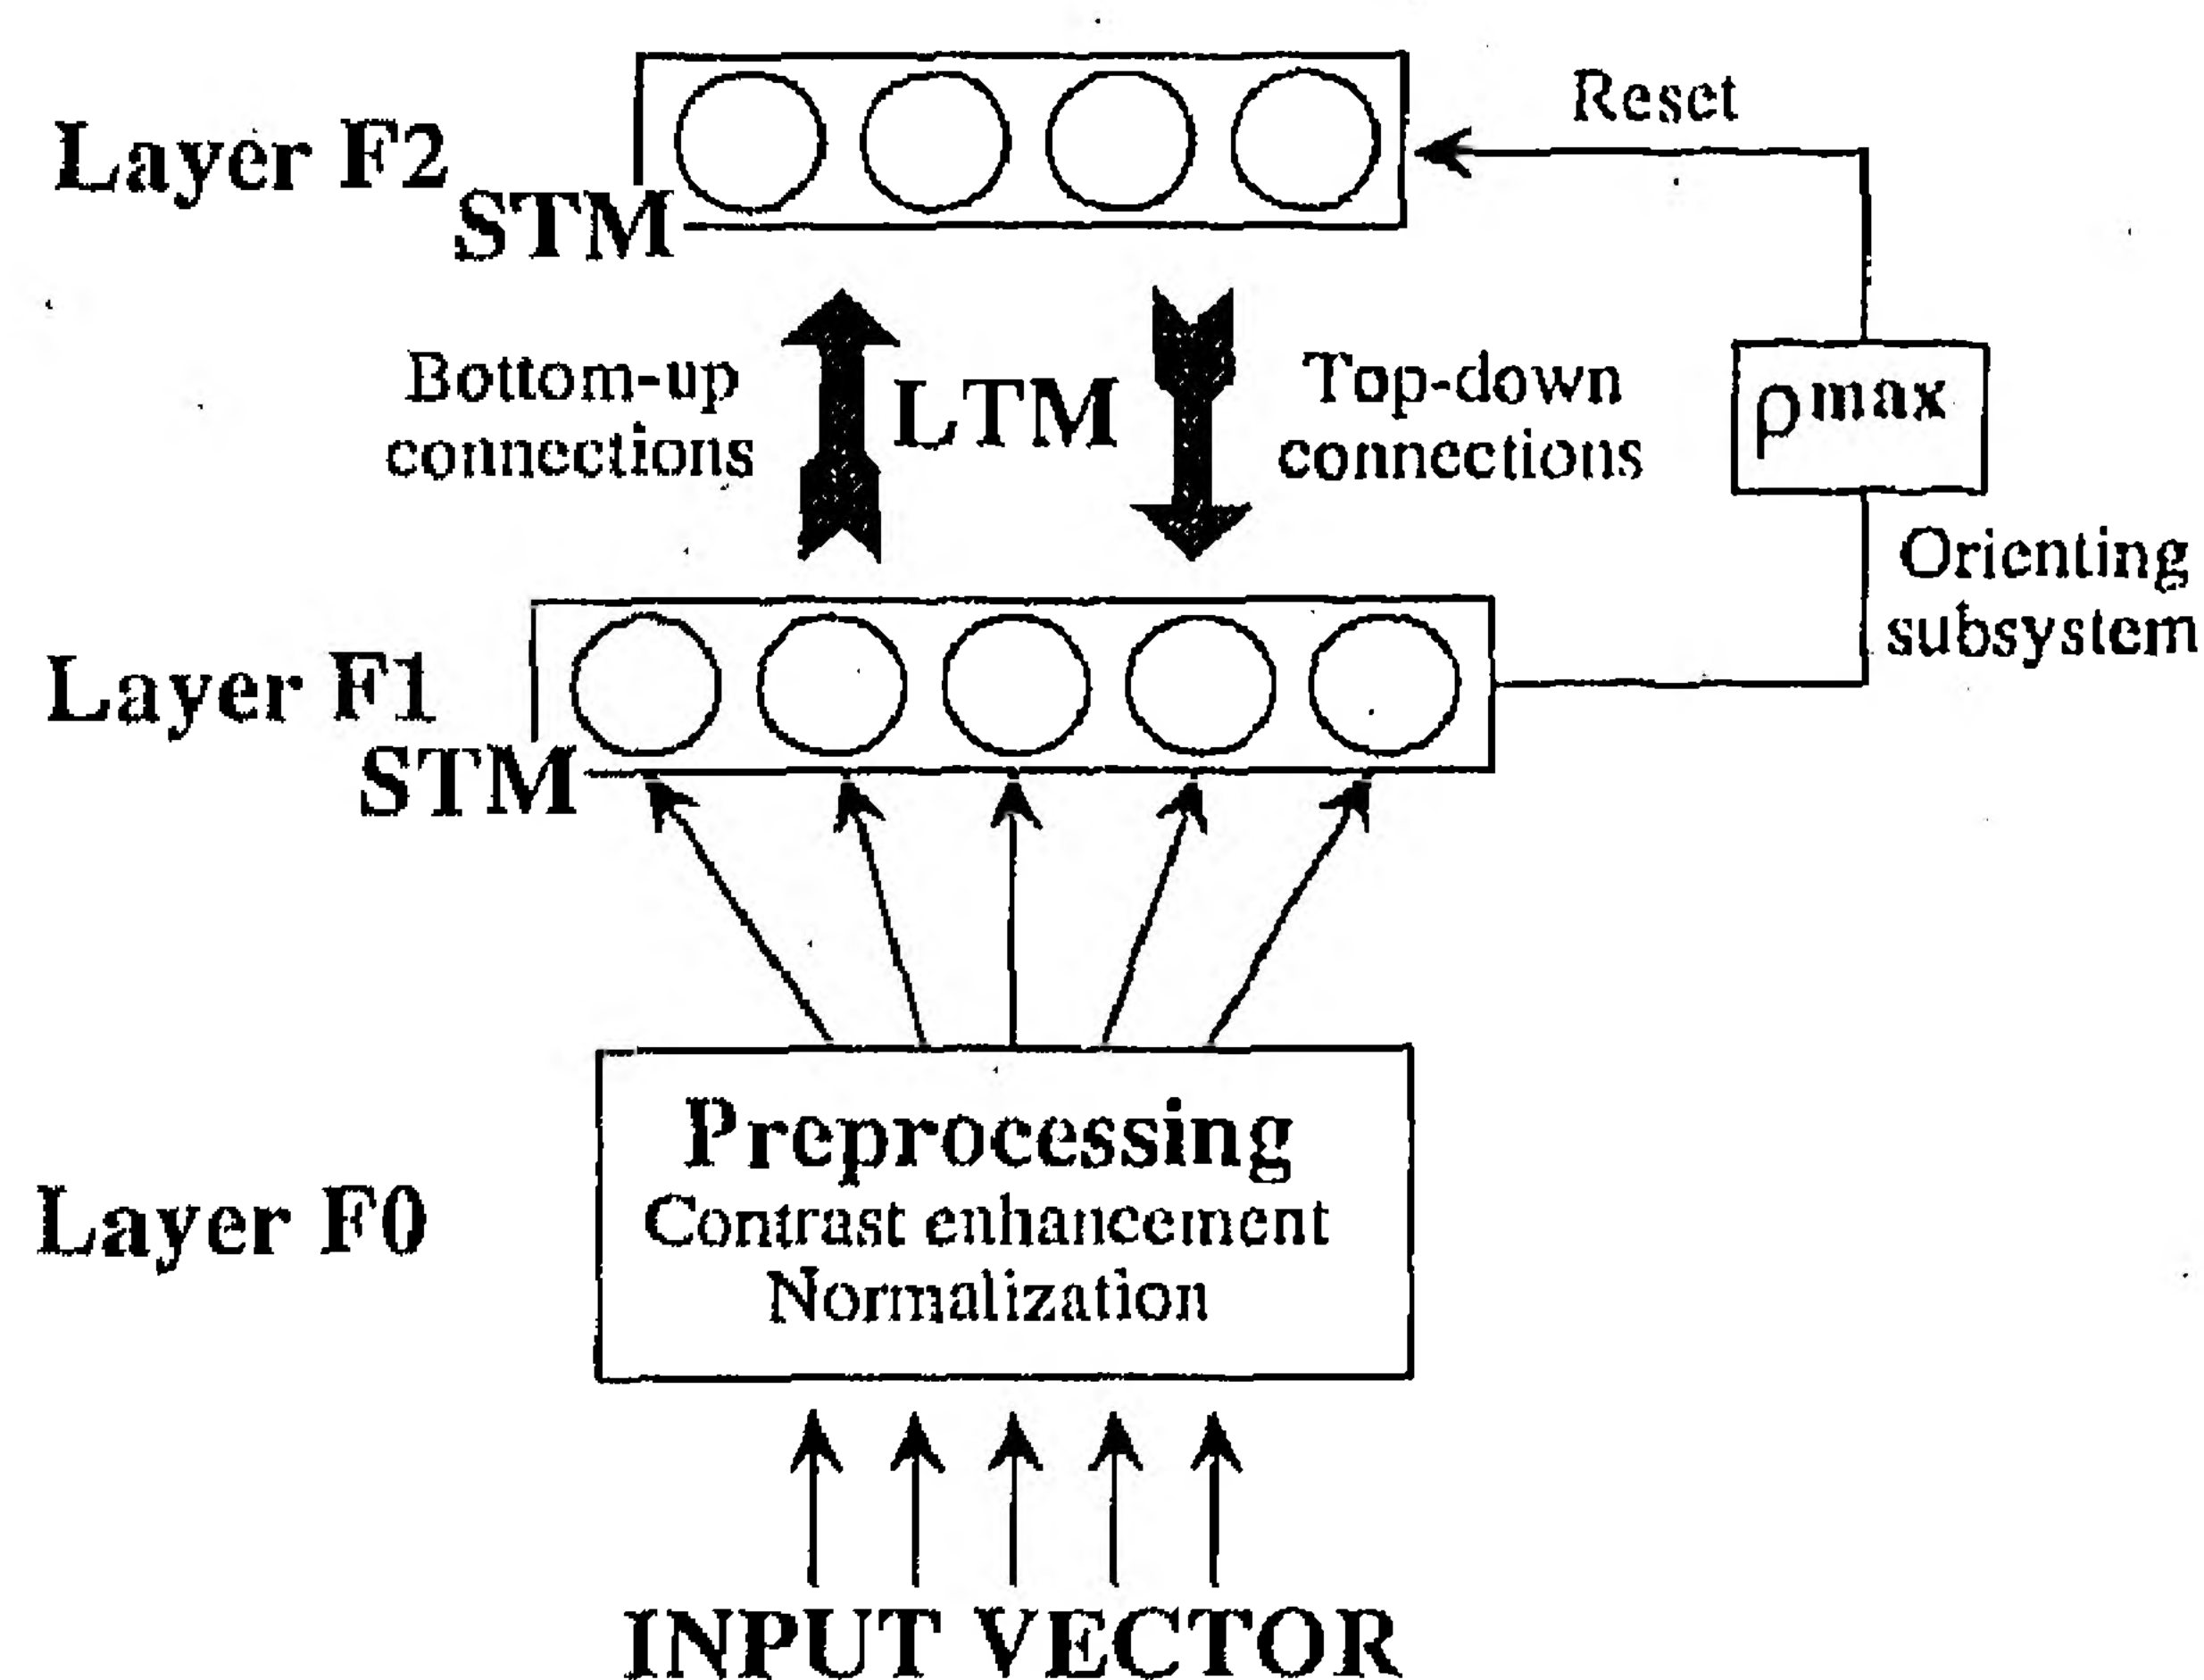 Reset
Layer F2
STM
Bottom-up
connections
LTM
Top-down
connections
ρmax
Orienting
subsystem
Layer F1
STM
Preprocessing
Contrast enhancement
Normalization
Layer F0
INPUT VECTOR